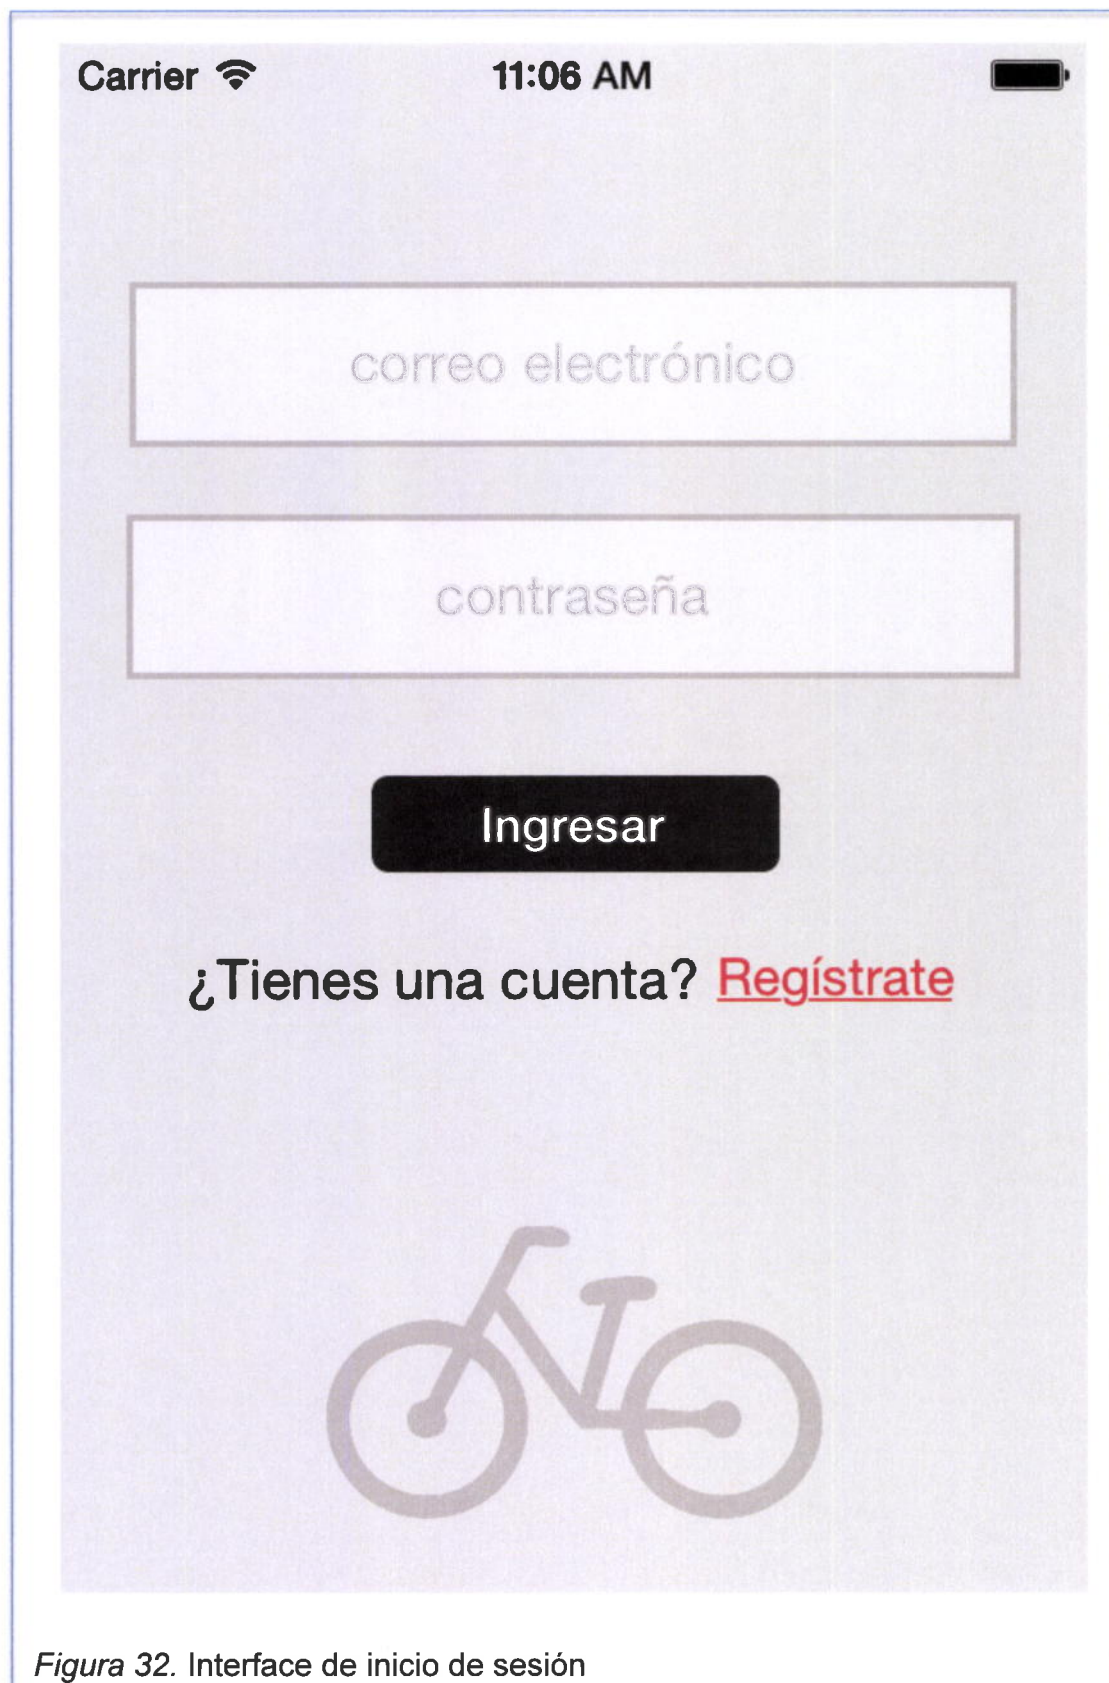 Carrier 11:06 AM
correo electrónico
contraseña
Ingresar
¿Tienes una cuenta? Regístrate
Figura 32. Interface de inicio de sesión